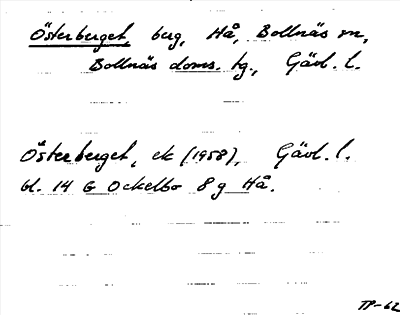 Österberget, berg, Hå, Bollnäs sn,
Bollnäs doms. tg., Gävl. l.
Österberget, ek (1958), Gävl. l.
bl. 14 G Ockelbo 8 g Hå.
TP-62